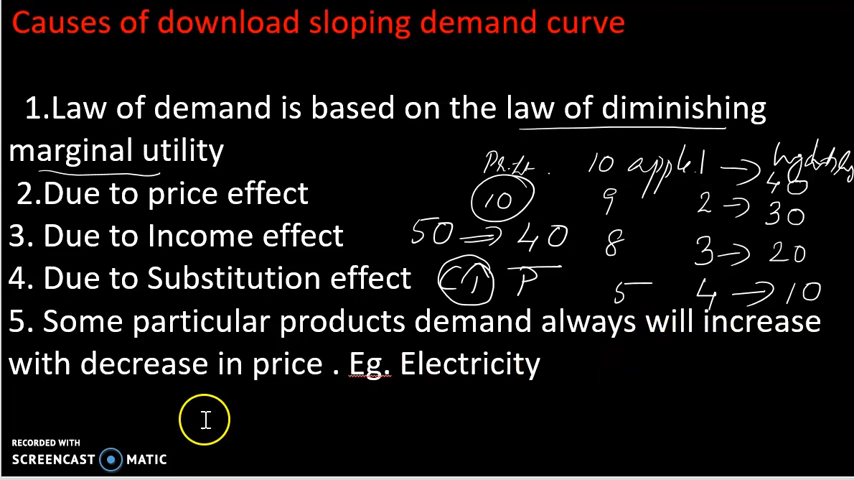 Causes of download sloping demand curve
1.Law of demand is based on the law of diminishing
marginal utility
10 apple.1 → 40
2.Due to price effect
10 9 2 → 30
3. Due to Income effect
50 ⇒ 40 8 3 → 20
4. Due to Substitution effect
P 5 4 → 10
5. Some particular products demand always will increase
with decrease in price . Eg. Electricity
RECORDED WITH
SCREENCAST MATIC